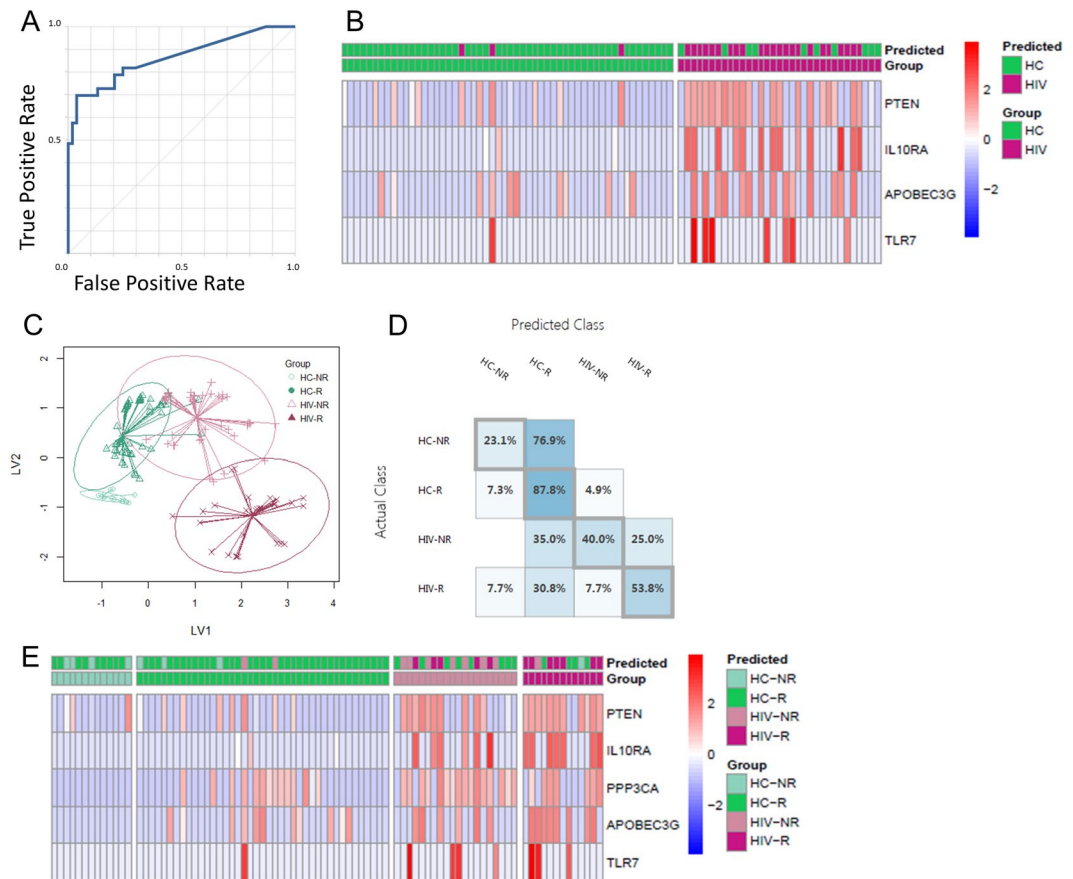 A
1.0
0.5
0.0
0.5
1.0
True Positive Rate
False Positive Rate
B
Predicted
Group
PTEN
IL10RA
APOBEC3G
TLR7
2
0
−2
Predicted
HC
HIV
Group
HC
HIV
C
2
1
0
-1
-2
LV2
-1 0 1 2 3 4
LV1
Group
HC-NR
HC-R
HIV-NR
HIV-R
D
Predicted Class
HC-NR HC-R HIV-NR HIV-R
Actual Class
HC-NR 23.1% 76.9%
HC-R 7.3% 87.8% 4.9%
HIV-NR 35.0% 40.0% 25.0%
HIV-R 7.7% 30.8% 7.7% 53.8%
E
Predicted
Group
PTEN
IL10RA
PPP3CA
APOBEC3G
TLR7
2
0
−2
Predicted
HC−NR
HC−R
HIV−NR
HIV−R
Group
HC−NR
HC−R
HIV−NR
HIV−R